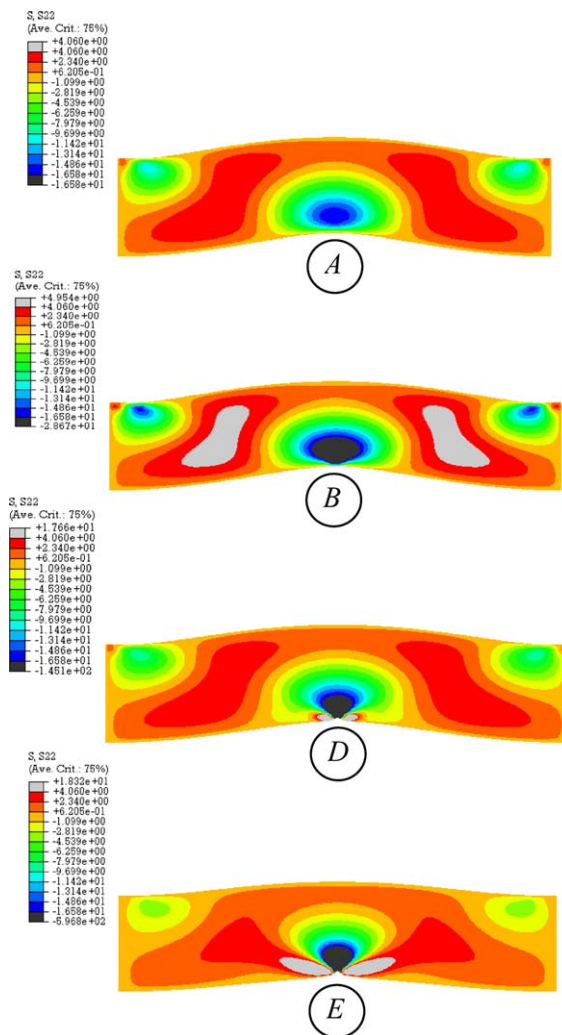 S, S22
(Ave. Crit.: 75%)
+4.060e+00
+4.060e+00
+2.340e+00
+6.205e-01
-1.099e+00
-2.819e+00
-4.539e+00
-6.259e+00
-7.979e+00
-9.699e+00
-1.142e+01
-1.314e+01
-1.486e+01
-1.658e+01
-1.658e+01
A
S, S22
(Ave. Crit.: 75%)
+4.954e+00
+4.060e+00
+2.340e+00
+6.205e-01
-1.099e+00
-2.819e+00
-4.539e+00
-6.259e+00
-7.979e+00
-9.699e+00
-1.142e+01
-1.314e+01
-1.486e+01
-1.658e+01
-2.867e+01
B
S, S22
(Ave. Crit.: 75%)
+1.766e+01
+4.060e+00
+2.340e+00
+6.205e-01
-1.099e+00
-2.819e+00
-4.539e+00
-6.259e+00
-7.979e+00
-9.699e+00
-1.142e+01
-1.314e+01
-1.486e+01
-1.658e+01
-1.451e+02
D
S, S22
(Ave. Crit.: 75%)
+1.832e+01
+4.060e+00
+2.340e+00
+6.205e-01
-1.099e+00
-2.819e+00
-4.539e+00
-6.259e+00
-7.979e+00
-9.699e+00
-1.142e+01
-1.314e+01
-1.486e+01
-1.658e+01
-5.968e+02
E